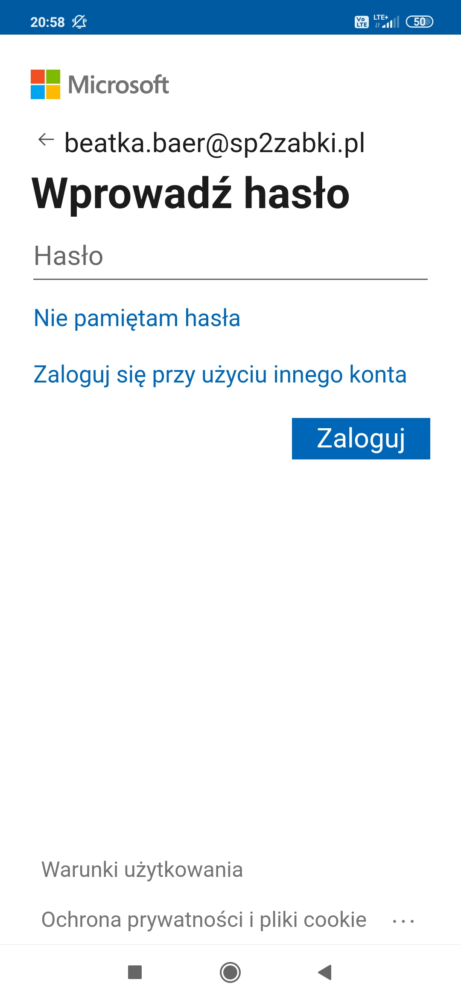 20:58
Vo LTE
LTE+
50
Microsoft
beatka.baer@sp2zabki.pl
Wprowadź hasło
Hasło
Nie pamiętam hasła
Zaloguj się przy użyciu innego konta
Zaloguj
Warunki użytkowania
Ochrona prywatności i pliki cookie
...